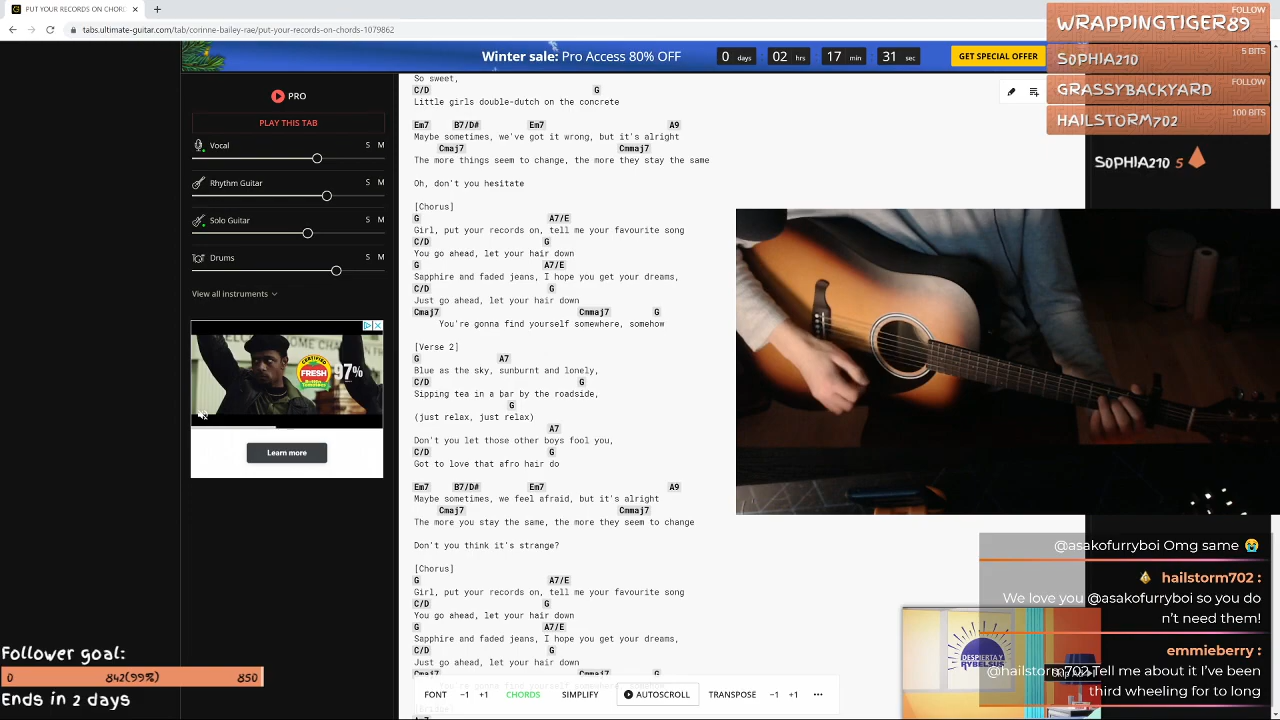 PUT YOUR RECORDS ON CHORD
tabs.ultimate-guitar.com/tab/corinne-bailey-rae/put-your-records-on-chords-1079862
Winter sale: Pro Access 80% OFF
0 days : 02 hrs : 17 min : 31 sec
GET SPECIAL OFFER
FOLLOW
WRAPPINGTIGER89
5 BITS
SOPHIA210
FOLLOW
GRASSYBACKYARD
100 BITS
HAILSTORM702
SOPHIA210 5
PRO
PLAY THIS TAB
Vocal S M
Rhythm Guitar S M
Solo Guitar S M
Drums S M
View all instruments
CERTIFIED FRESH
97%
Learn more
So sweet,
C/D G
Little girls double-dutch on the concrete
Em7 B7/D# Em7 A9
Maybe sometimes, we've got it wrong, but it's alright
Cmaj7 Cmmaj7
The more things seem to change, the more they stay the same
Oh, don't you hesitate
[Chorus]
G A7/E
Girl, put your records on, tell me your favourite song
C/D G
You go ahead, let your hair down
G A7/E
Sapphire and faded jeans, I hope you get your dreams,
C/D G
Just go ahead, let your hair down
Cmaj7 Cmmaj7 G
You're gonna find yourself somewhere, somehow
[Verse 2]
G A7
Blue as the sky, sunburnt and lonely,
C/D G
Sipping tea in a bar by the roadside,
G
(just relax, just relax)
A7
Don't you let those other boys fool you,
C/D G
Got to love that afro hair do
Em7 B7/D# Em7 A9
Maybe sometimes, we feel afraid, but it's alright
Cmaj7 Cmmaj7
The more you stay the same, the more they seem to change
Don't you think it's strange?
[Chorus]
G A7/E
Girl, put your records on, tell me your favourite song
C/D G
You go ahead, let your hair down
G A7/E
Sapphire and faded jeans, I hope you get your dreams,
C/D G
Just go ahead, let your hair down
Cmaj7 Cmmaj7 G
FONT −1 +1 CHORDS SIMPLIFY AUTOSCROLL TRANSPOSE −1 +1
@asakofurryboi Omg same
hailstorm702 :
We love you @asakofurryboi so you do
n't need them!
emmieberry :
@hailstorm702 Tell me about it I've been
third wheeling for to long
DESPIERTA Y
RYBELSUS
Follower goal:
0 842(99%) 850
Ends in 2 days